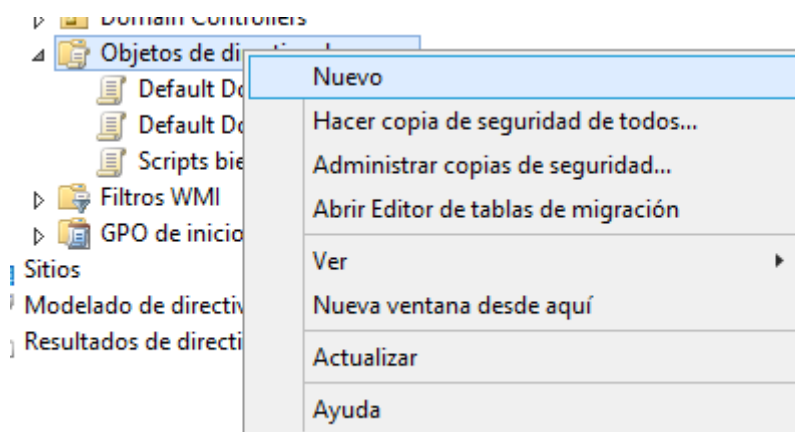 Domain Controllers
Objetos de di
Nuevo
Default Do
Hacer copia de seguridad de todos...
Default Do
Administrar copias de seguridad...
Scripts bie
Abrir Editor de tablas de migración
Filtros WMI
GPO de inicio
Ver
Sitios
Nueva ventana desde aquí
Modelado de directiv
Resultados de directi
Actualizar
Ayuda